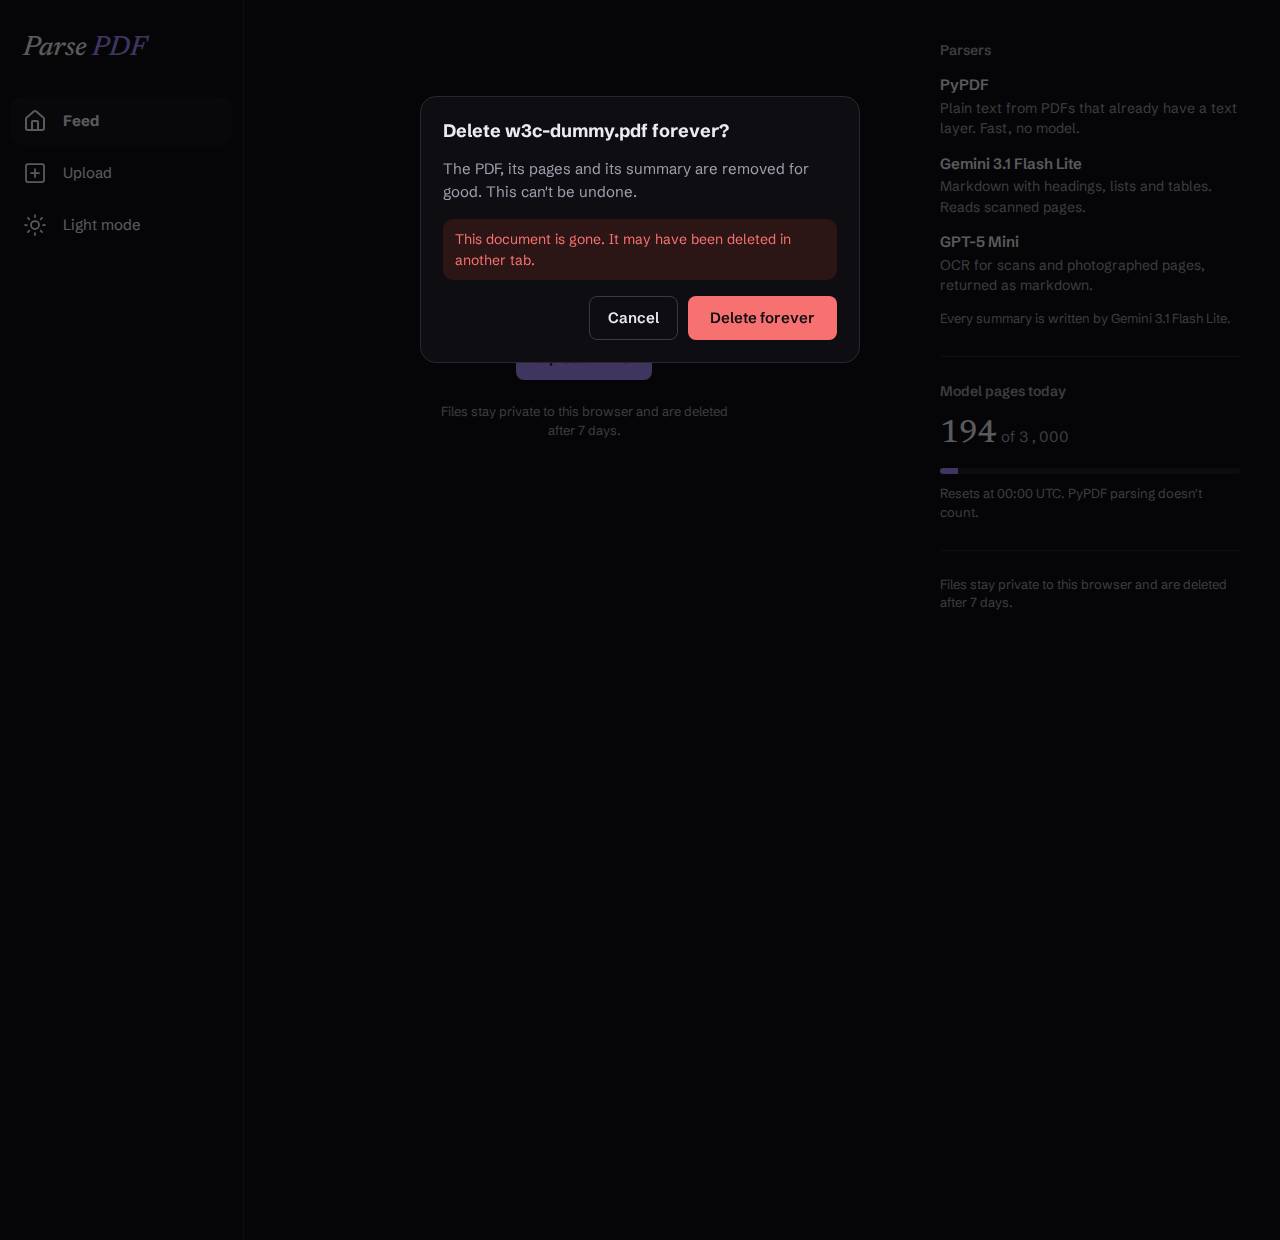 Parse PDF
Feed
Upload
Light mode
Delete w3c-dummy.pdf forever?
The PDF, its pages and its summary are removed for
good. This can't be undone.
This document is gone. It may have been deleted in
another tab.
Cancel
Delete forever
Files stay private to this browser and are deleted
after 7 days.
Parsers
PyPDF
Plain text from PDFs that already have a text
layer. Fast, no model.
Gemini 3.1 Flash Lite
Markdown with headings, lists and tables.
Reads scanned pages.
GPT-5 Mini
OCR for scans and photographed pages,
returned as markdown.
Every summary is written by Gemini 3.1 Flash Lite.
Model pages today
194 of 3,000
Resets at 00:00 UTC. PyPDF parsing doesn't
count.
Files stay private to this browser and are deleted
after 7 days.